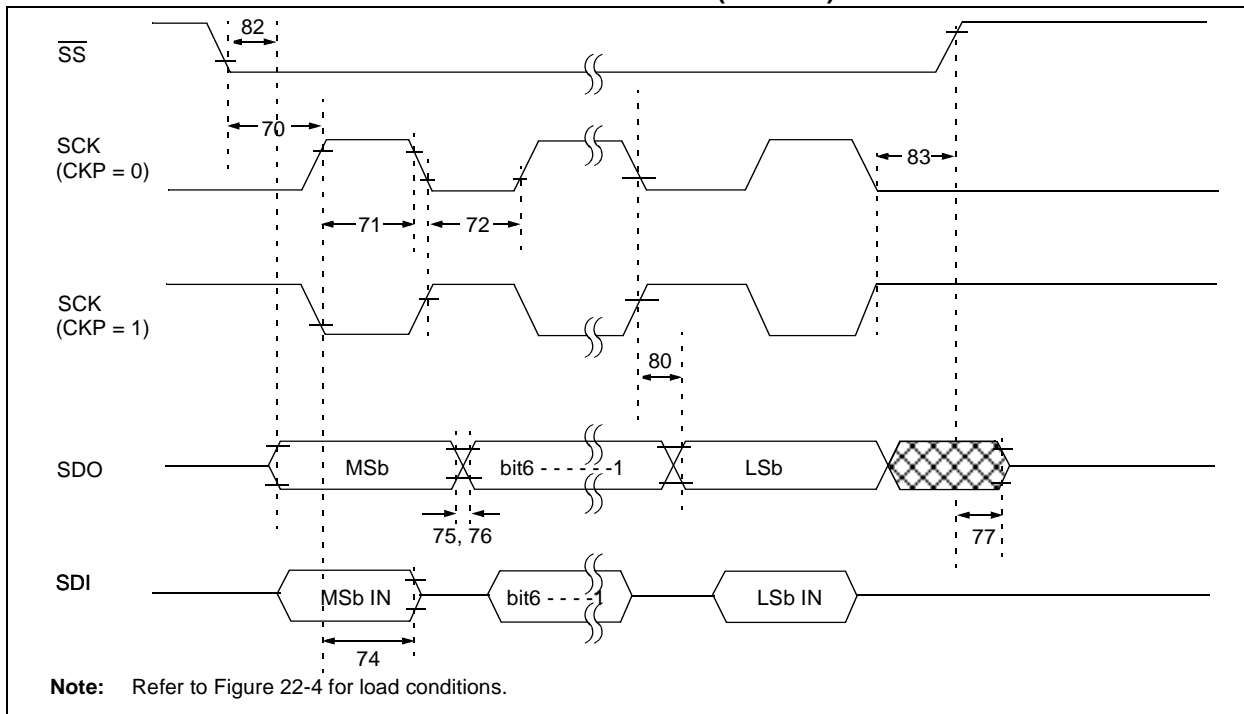 82
SS
70
SCK
(CKP = 0)
83
71
72
SCK
(CKP = 1)
80
SDO
MSb
bit6 - - - - - -1
LSb
75, 76
77
SDI
MSb IN
bit6 - - - -1
LSb IN
74
Note: Refer to Figure 22-4 for load conditions.